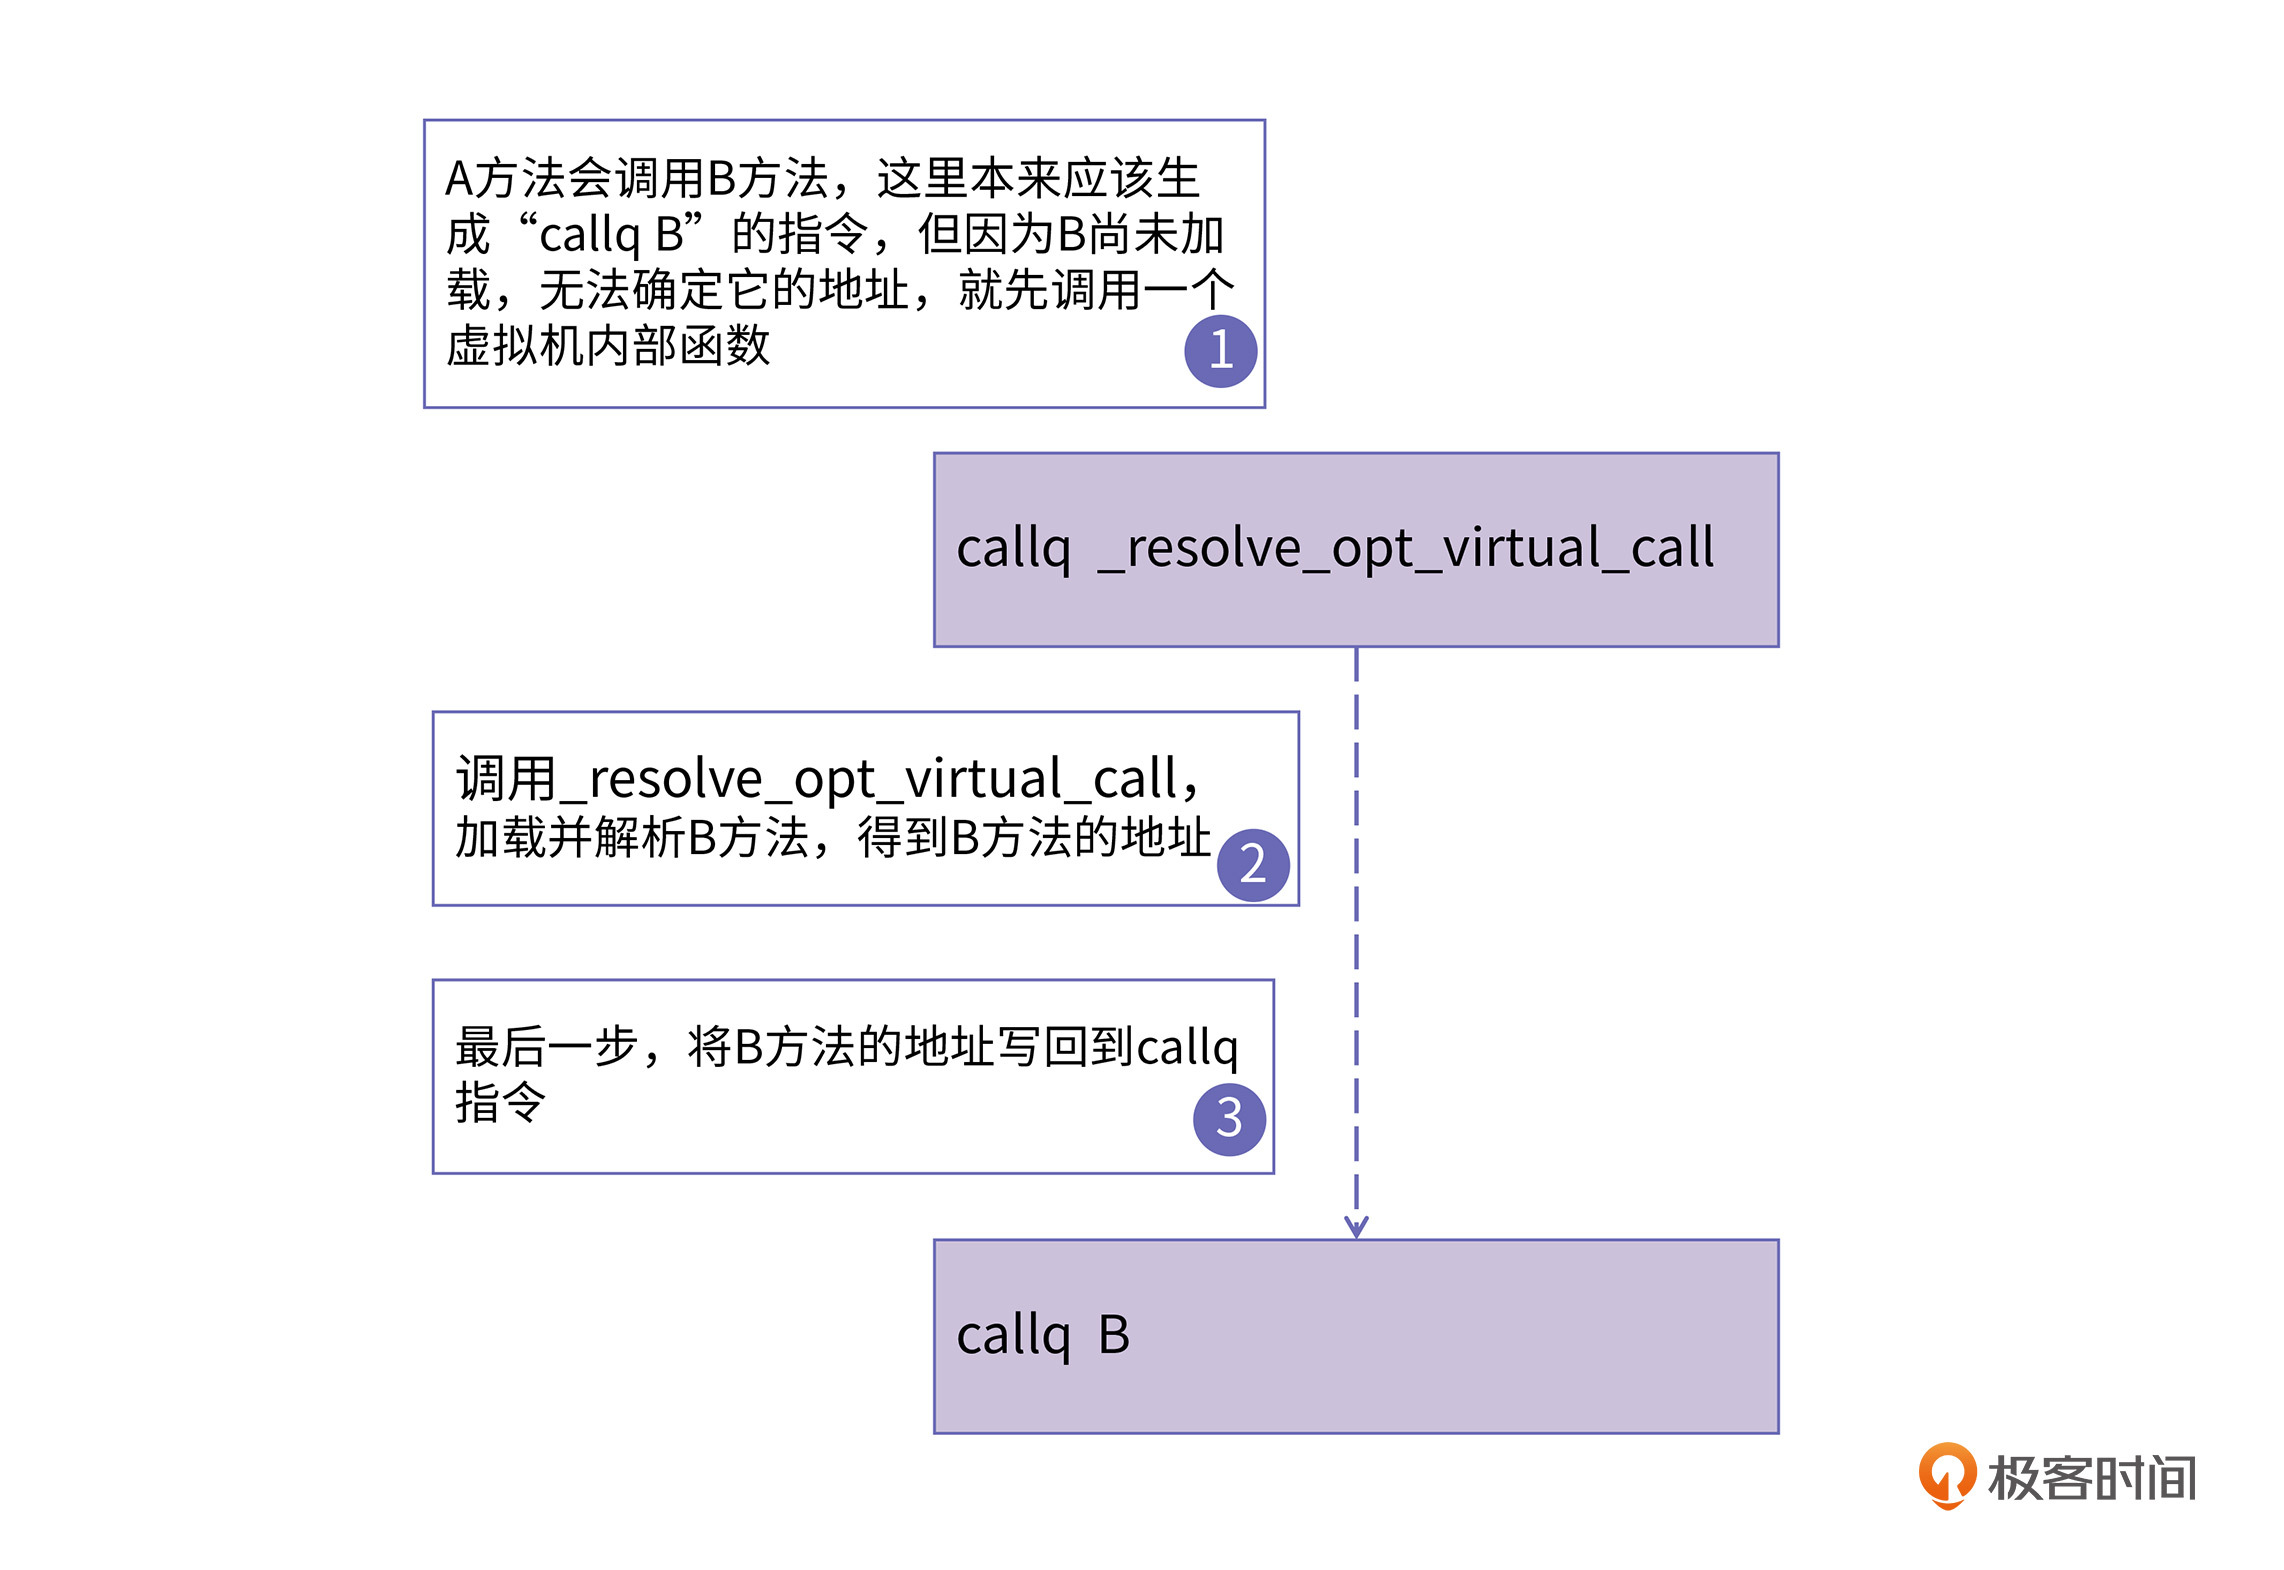 A方法会调用B方法，这里本来应该生
成“callq B”的指令，但因为B尚未加
载，无法确定它的地址，就先调用一个
虚拟机内部函数
1
callq _resolve_opt_virtual_call
调用_resolve_opt_virtual_call，
加载并解析B方法，得到B方法的地址
2
最后一步，将B方法的地址写回到callq
指令
3
callq B
极客时间